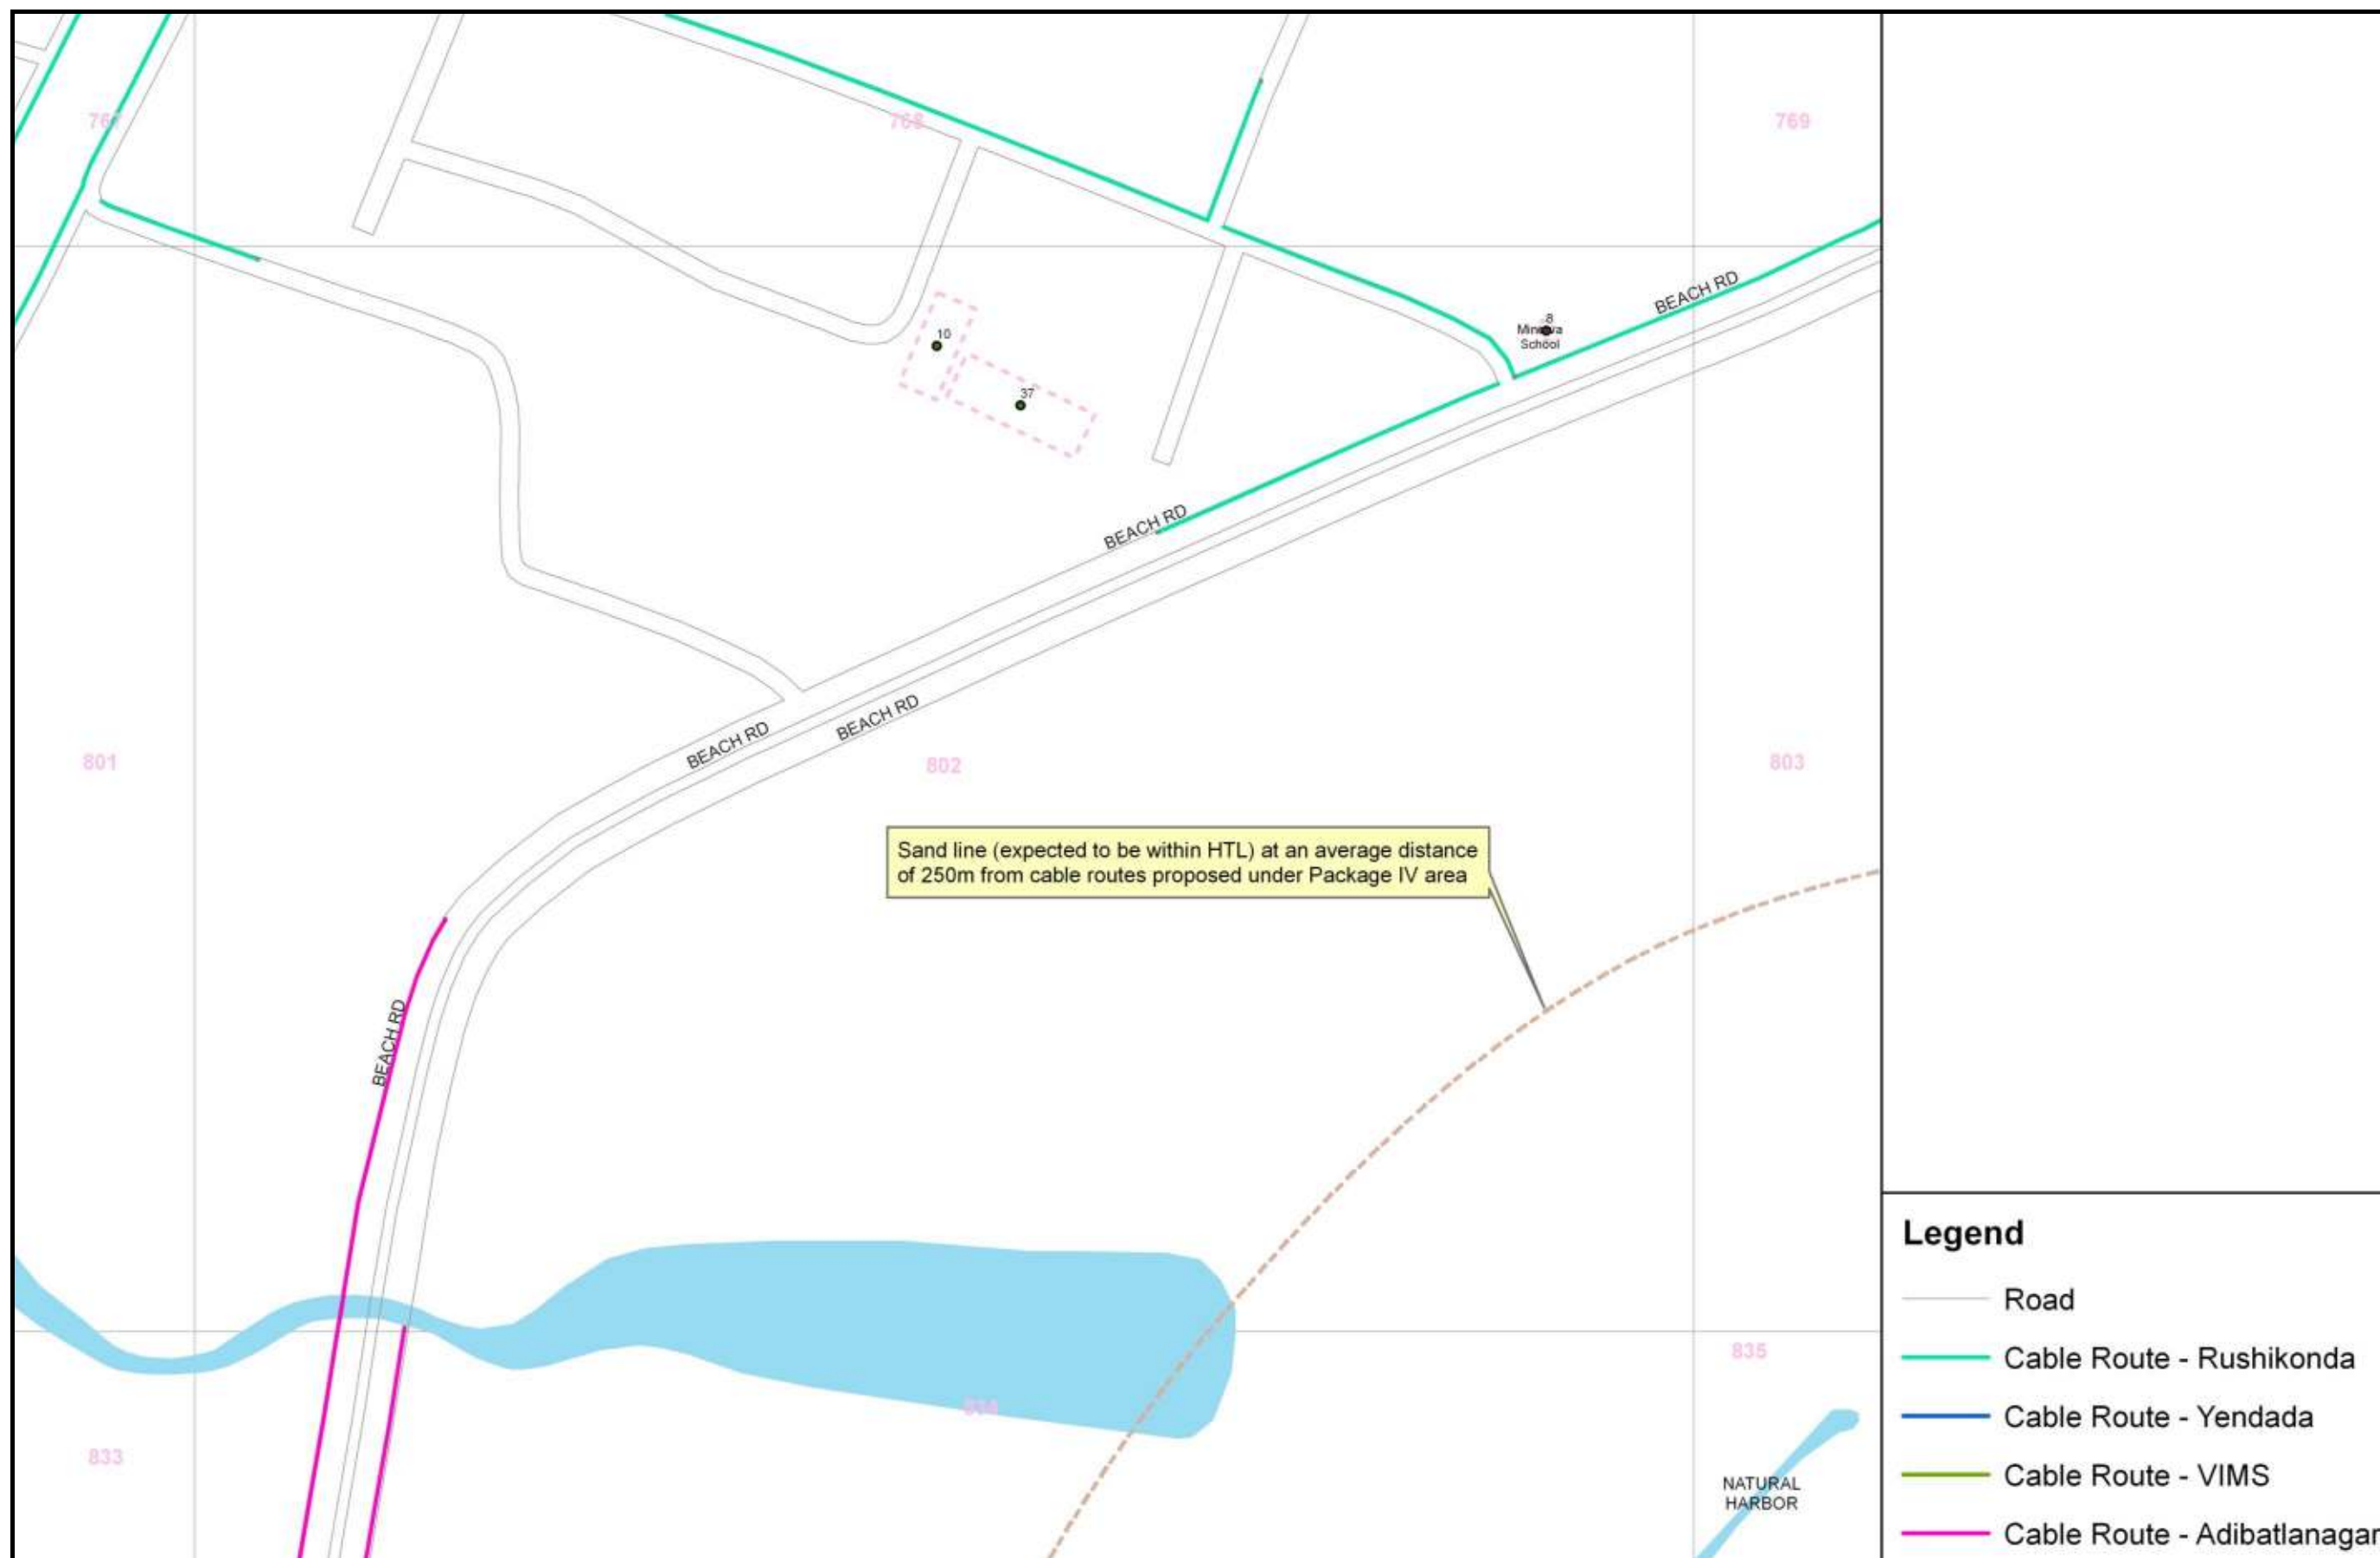 767
768
769
BEACH RD
8
Minerva
School
10
37
BEACH RD
BEACH RD
BEACH RD
801
802
803
Sand line (expected to be within HTL) at an average distance
of 250m from cable routes proposed under Package IV area
BEACH RD
Legend
Road
Cable Route - Rushikonda
835
Cable Route - Yendada
833
Cable Route - VIMS
NATURAL
HARBOR
Cable Route - Adibatlanagar